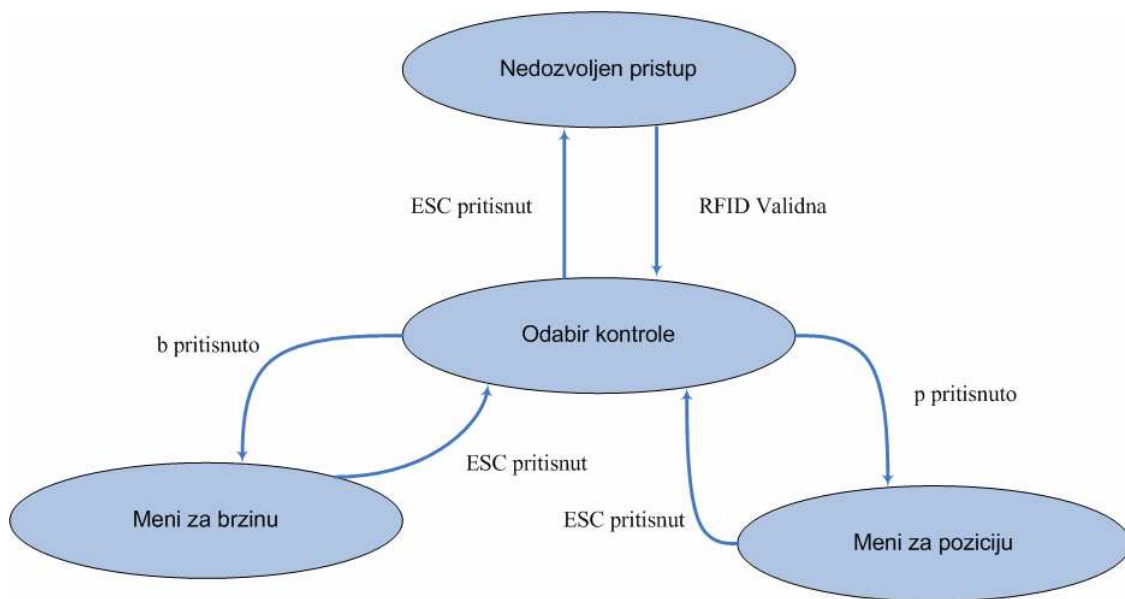 Nedozvoljen pristup
ESC pritisnut
RFID Validna
Odabir kontrole
b pritisnuto
p pritisnuto
ESC pritisnut
ESC pritisnut
Meni za brzinu
Meni za poziciju